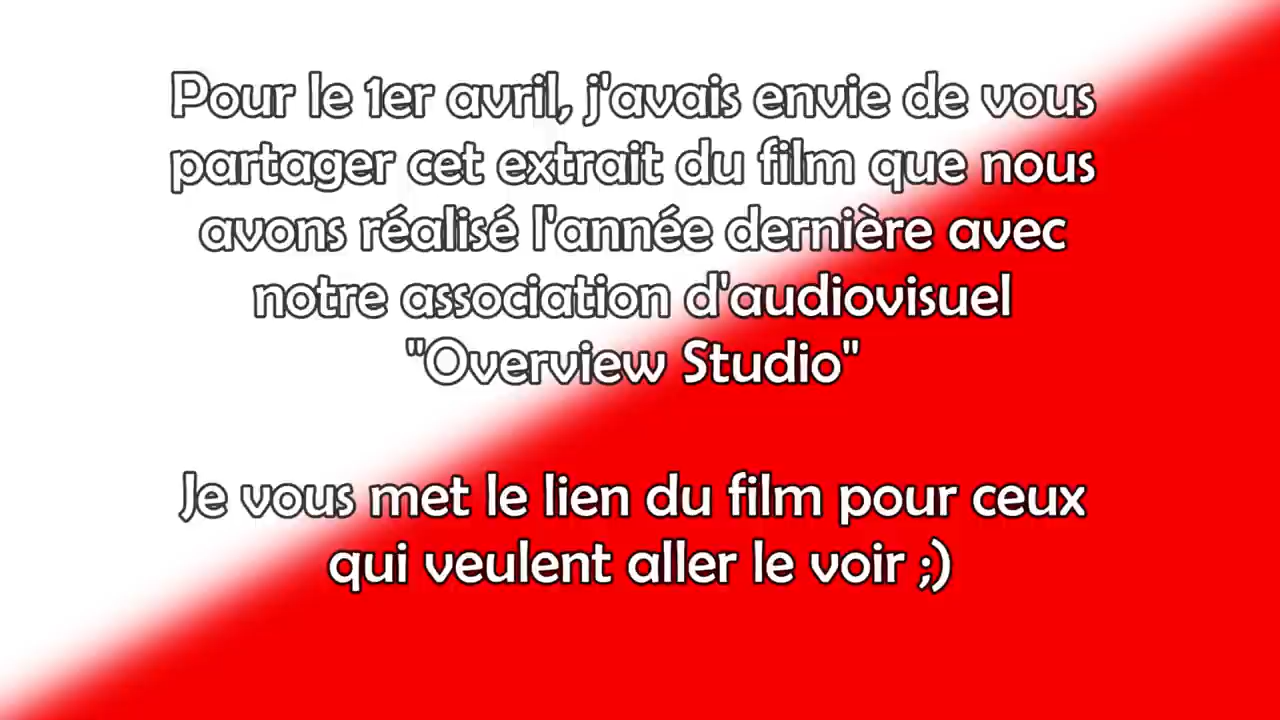 Pour le 1er avril, j'avais envie de vous
partager cet extrait du film que nous
avons réalisé l'année dernière avec
notre association d'audiovisuel
"Overview Studio"
Je vous met le lien du film pour ceux
qui veulent aller le voir ;)